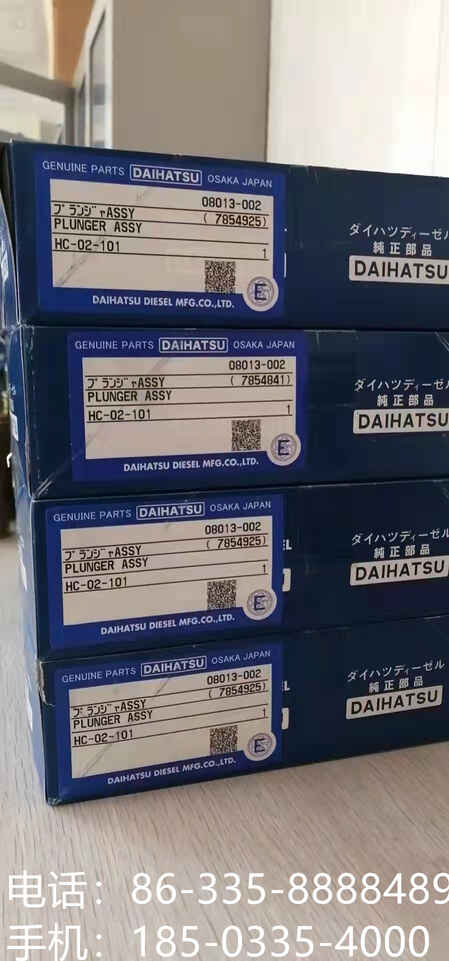 GENUINE PARTS DAIHATSU OSAKA JAPAN
08013-002
プランジャASSY ( 7854925)
PLUNGER ASSY
HC-02-101 1
E
DAIHATSU DIESEL MFG.CO.,LTD.
ダイハツディーゼル
純正部品
DAIHATSU
GENUINE PARTS DAIHATSU OSAKA JAPAN
08013-002
プランジャASSY ( 7854841)
PLUNGER ASSY
HC-02-101 1
E
DAIHATSU DIESEL MFG.CO.,LTD.
ダイハツディーゼル
純正部品
DAIHATSU
GENUINE PARTS DAIHATSU OSAKA JAPAN
08013-002
プランジャASSY ( 7854925)
PLUNGER ASSY
HC-02-101 1
E
DAIHATSU DIESEL MFG.CO.,LTD.
ダイハツディーゼル
純正部品
DAIHATSU
GENUINE PARTS DAIHATSU OSAKA JAPAN
08013-002
プランジャASSY ( 7854925)
PLUNGER ASSY
HC-02-101 1
E
DAIHATSU DIESEL MFG.CO.,LTD.
ダイハツディーゼル
純正部品
DAIHATSU
电话：86-335-8888489
手机：185-0335-4000